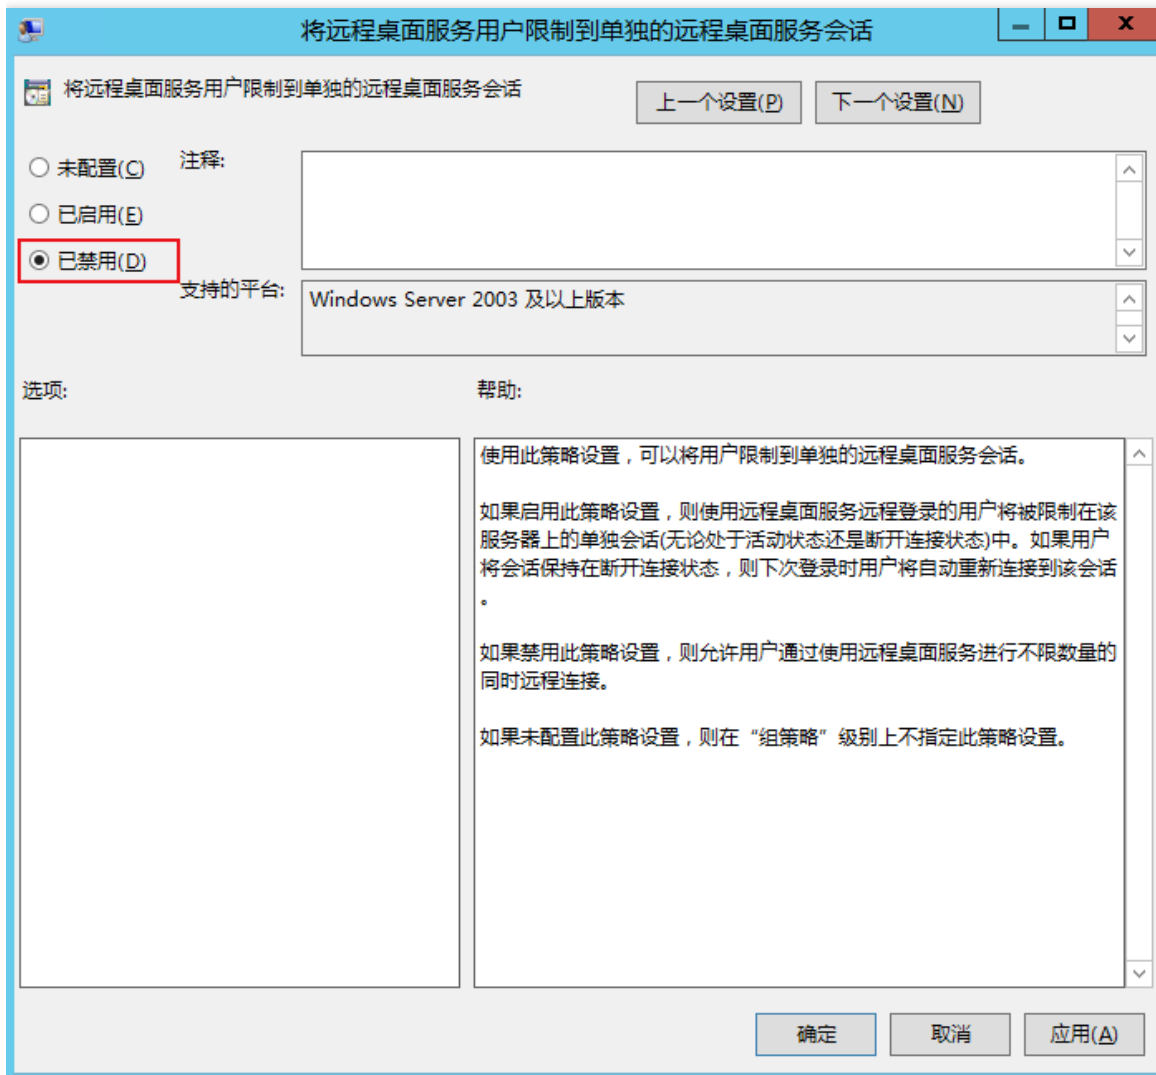 将远程桌面服务用户限制到单独的远程桌面服务会话
将远程桌面服务用户限制到单独的远程桌面服务会话
上一个设置(P)
下一个设置(N)
未配置(C)
注释:
已启用(E)
已禁用(D)
支持的平台:
Windows Server 2003 及以上版本
选项:
帮助:
使用此策略设置，可以将用户限制到单独的远程桌面服务会话。
如果启用此策略设置，则使用远程桌面服务远程登录的用户将被限制在该
服务器上的单独会话(无论处于活动状态还是断开连接状态)中。如果用户
将会话保持在断开连接状态，则下次登录时用户将自动重新连接到该会话
。
如果禁用此策略设置，则允许用户通过使用远程桌面服务进行不限数量的
同时远程连接。
如果未配置此策略设置，则在“组策略”级别上不指定此策略设置。
确定
取消
应用(A)